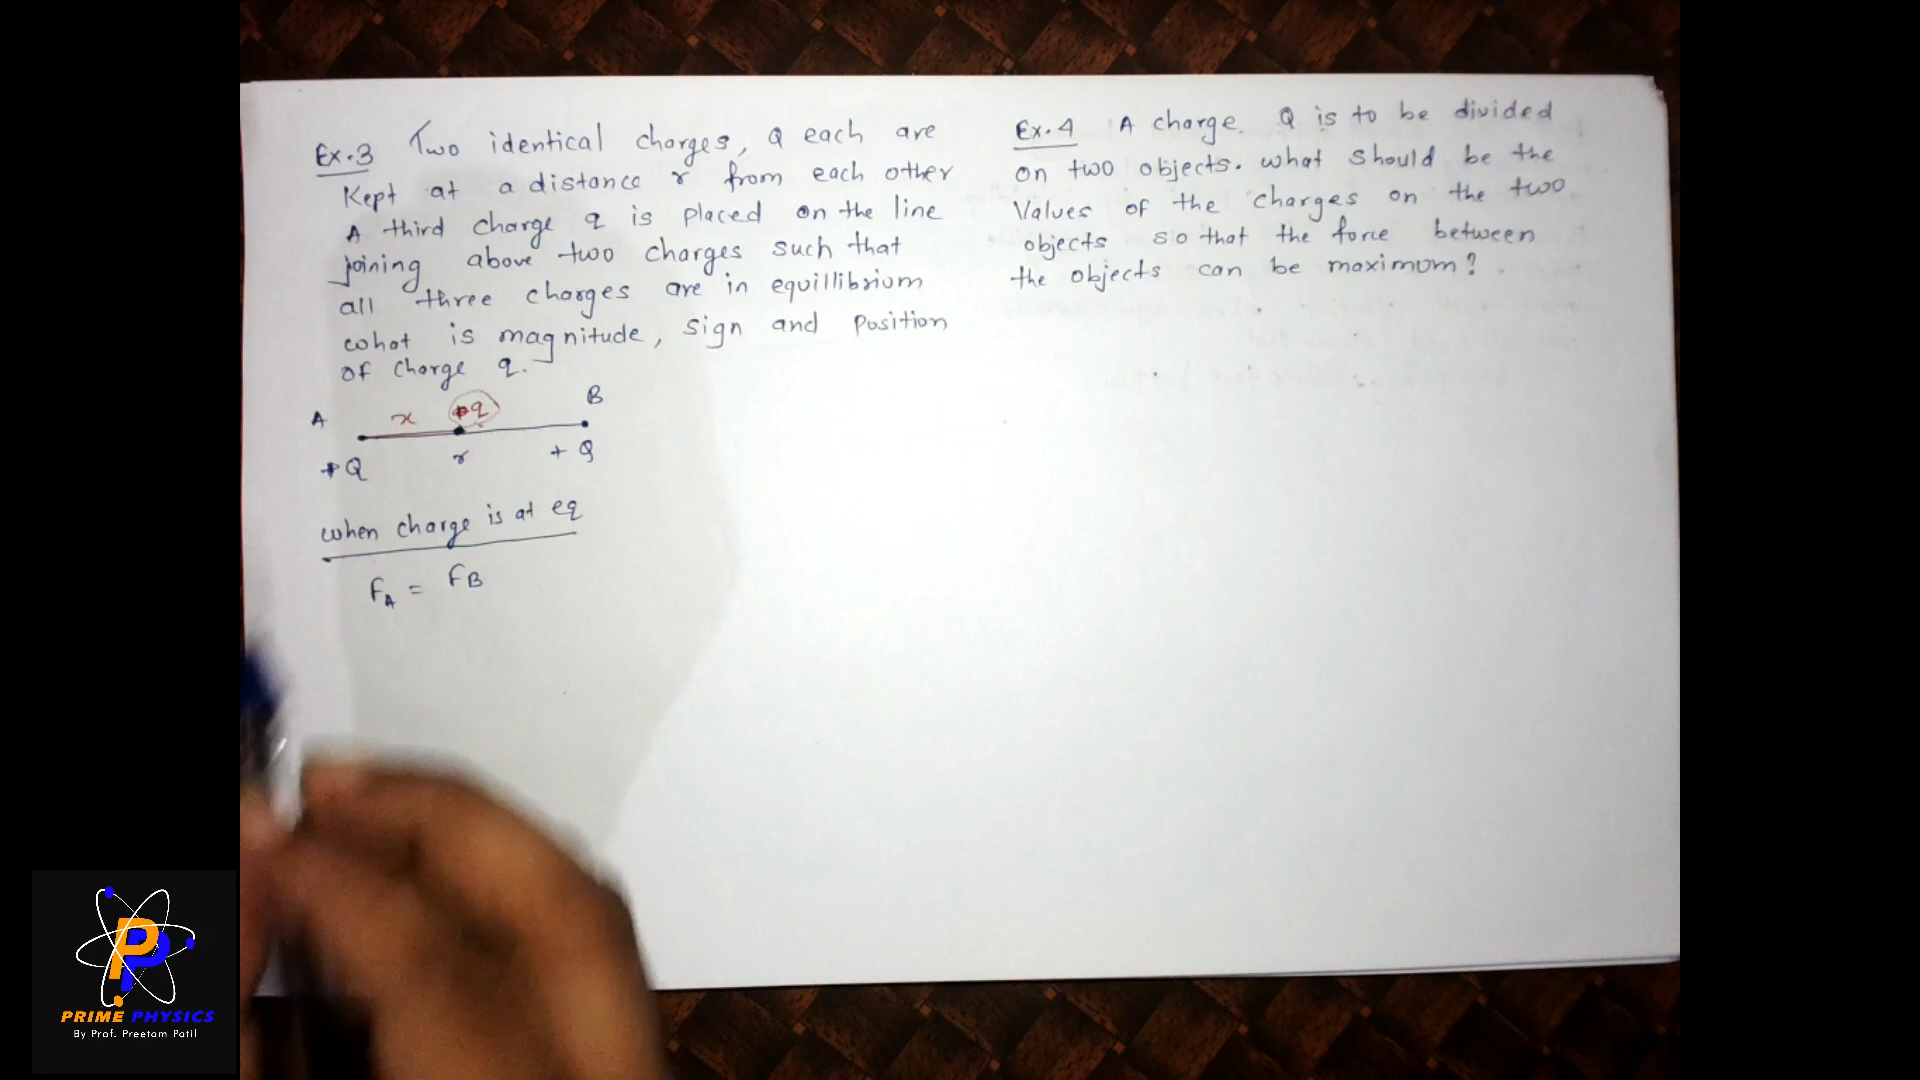 Ex.3 Two identical charges, Q each are
Kept at a distance r from each other
A third charge q is placed on the line
joining above two charges such that
all three charges are in equillibrium
what is magnitude, sign and position
of charge q.
A x +q B
+Q r + Q
when charge is at eq
FA = FB
Ex.4 A charge. Q is to be divided
on two objects. what should be the
Values of the charges on the two
objects so that the force between
the objects can be maximum?
PRIME PHYSICS
By Prof. Preetam Patil